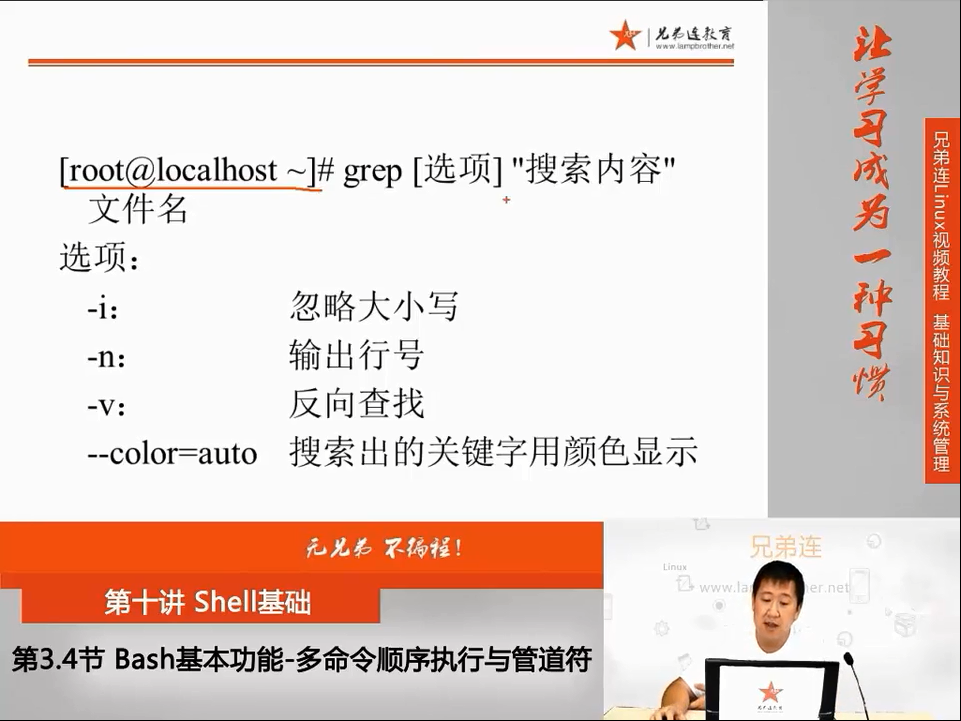 兄弟连教育
www.lampbrother.net
[root@localhost ~]# grep [选项] "搜索内容"
文件名
选项：
-i： 忽略大小写
-n： 输出行号
-v： 反向查找
--color=auto 搜索出的关键字用颜色显示
让学习成为一种习惯
兄弟连Linux视频教程 基础知识与系统管理
无兄弟 不编程！
第十讲 Shell基础
第3.4节 Bash基本功能-多命令顺序执行与管道符
兄弟连
Linux
兄弟连教育